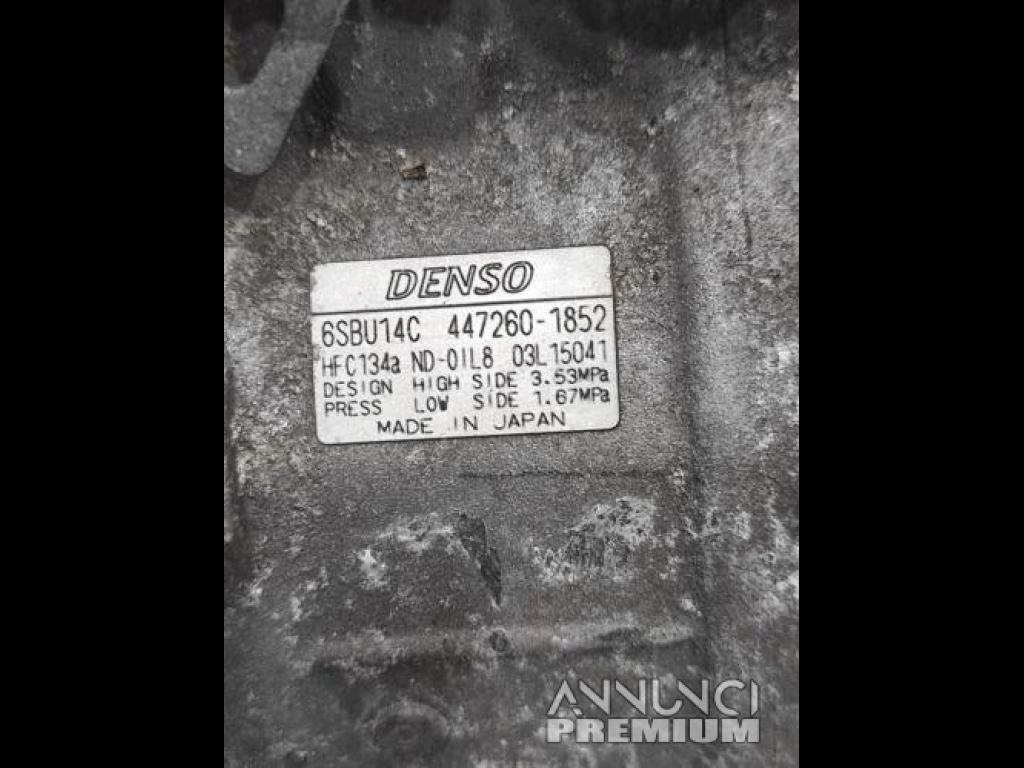 DENSO
6SBU14C 447260-1852
HFC134a ND-OIL8 03L15041
DESIGN HIGH SIDE 3.53MPa
PRESS LOW SIDE 1.67MPa
MADE IN JAPAN
ANNUNCI
PREMIUM